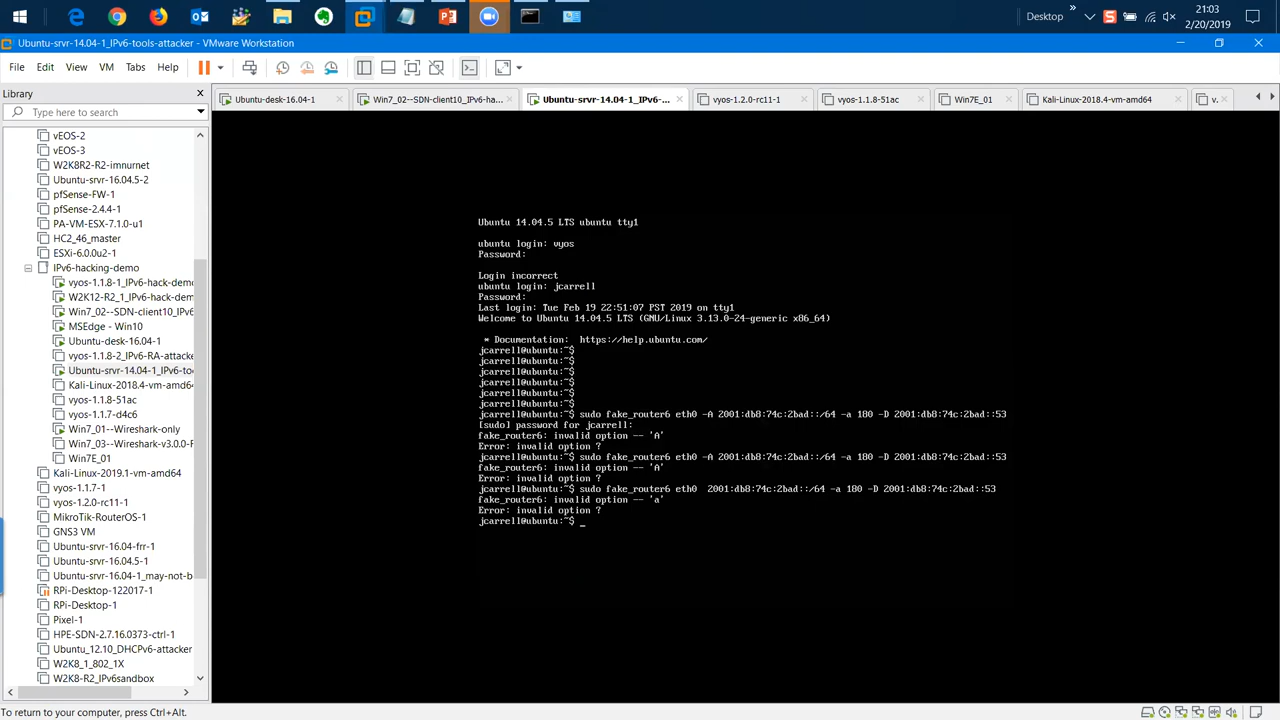 21:03
Desktop
2/20/2019
Ubuntu-srvr-14.04-1_IPv6-tools-attacker - VMware Workstation
File Edit View VM Tabs Help
Library
Type here to search
Ubuntu-desk-16.04-1
Win7_02--SDN-client10_IPv6-ha...
Ubuntu-srvr-14.04-1_IPv6-...
vyos-1.2.0-rc11-1
vyos-1.1.8-51ac
Win7E_01
Kali-Linux-2018.4-vm-amd64
v.
vEOS-2
vEOS-3
W2K8R2-R2-imnurnet
Ubuntu-srvr-16.04.5-2
pfSense-FW-1
pfSense-2.4.4-1
PA-VM-ESX-7.1.0-u1
HC2_46_master
ESXi-6.0.0u2-1
IPv6-hacking-demo
vyos-1.1.8-1_IPv6-hack-demo
W2K12-R2_1_IPv6-hack-dem
Win7_02--SDN-client10_IPv6
MSEdge - Win10
Ubuntu-desk-16.04-1
vyos-1.1.8-2_IPv6-RA-attacker
Ubuntu-srvr-14.04-1_IPv6-to
Kali-Linux-2018.4-vm-amd64
vyos-1.1.8-51ac
vyos-1.1.7-d4c6
Win7_01--Wireshark-only
Win7_03--Wireshark-v3.0.0-R
Win7E_01
Kali-Linux-2019.1-vm-amd64
vyos-1.1.7-1
vyos-1.2.0-rc11-1
MikroTik-RouterOS-1
GNS3 VM
Ubuntu-srvr-16.04-frr-1
Ubuntu-srvr-16.04.5-1
Ubuntu-srvr-16.04-1_may-not-b
RPi-Desktop-122017-1
RPi-Desktop-1
Pixel-1
HPE-SDN-2.7.16.0373-ctrl-1
Ubuntu_12.10_DHCPv6-attacker
W2K8_1_802_1X
W2K8-R2_IPv6sandbox
Ubuntu 14.04.5 LTS ubuntu tty1
ubuntu login: vyos
Password:
Login incorrect
ubuntu login: jcarrell
Password:
Last login: Tue Feb 19 22:51:07 PST 2019 on tty1
Welcome to Ubuntu 14.04.5 LTS (GNU/Linux 3.13.0-24-generic x86_64)
* Documentation: https://help.ubuntu.com/
jcarrell@ubuntu:~$
jcarrell@ubuntu:~$
jcarrell@ubuntu:~$
jcarrell@ubuntu:~$
jcarrell@ubuntu:~$
jcarrell@ubuntu:~$
jcarrell@ubuntu:~$ sudo fake_router6 eth0 -A 2001:db8:74c:2bad::/64 -a 180 -D 2001:db8:74c:2bad::53
[sudo] password for jcarrell:
fake_router6: invalid option -- 'A'
Error: invalid option ?
jcarrell@ubuntu:~$ sudo fake_router6 eth0 -A 2001:db8:74c:2bad::/64 -a 180 -D 2001:db8:74c:2bad::53
fake_router6: invalid option -- 'A'
Error: invalid option ?
jcarrell@ubuntu:~$ sudo fake_router6 eth0  2001:db8:74c:2bad::/64 -a 180 -D 2001:db8:74c:2bad::53
fake_router6: invalid option -- 'a'
Error: invalid option ?
jcarrell@ubuntu:~$ _
To return to your computer, press Ctrl+Alt.